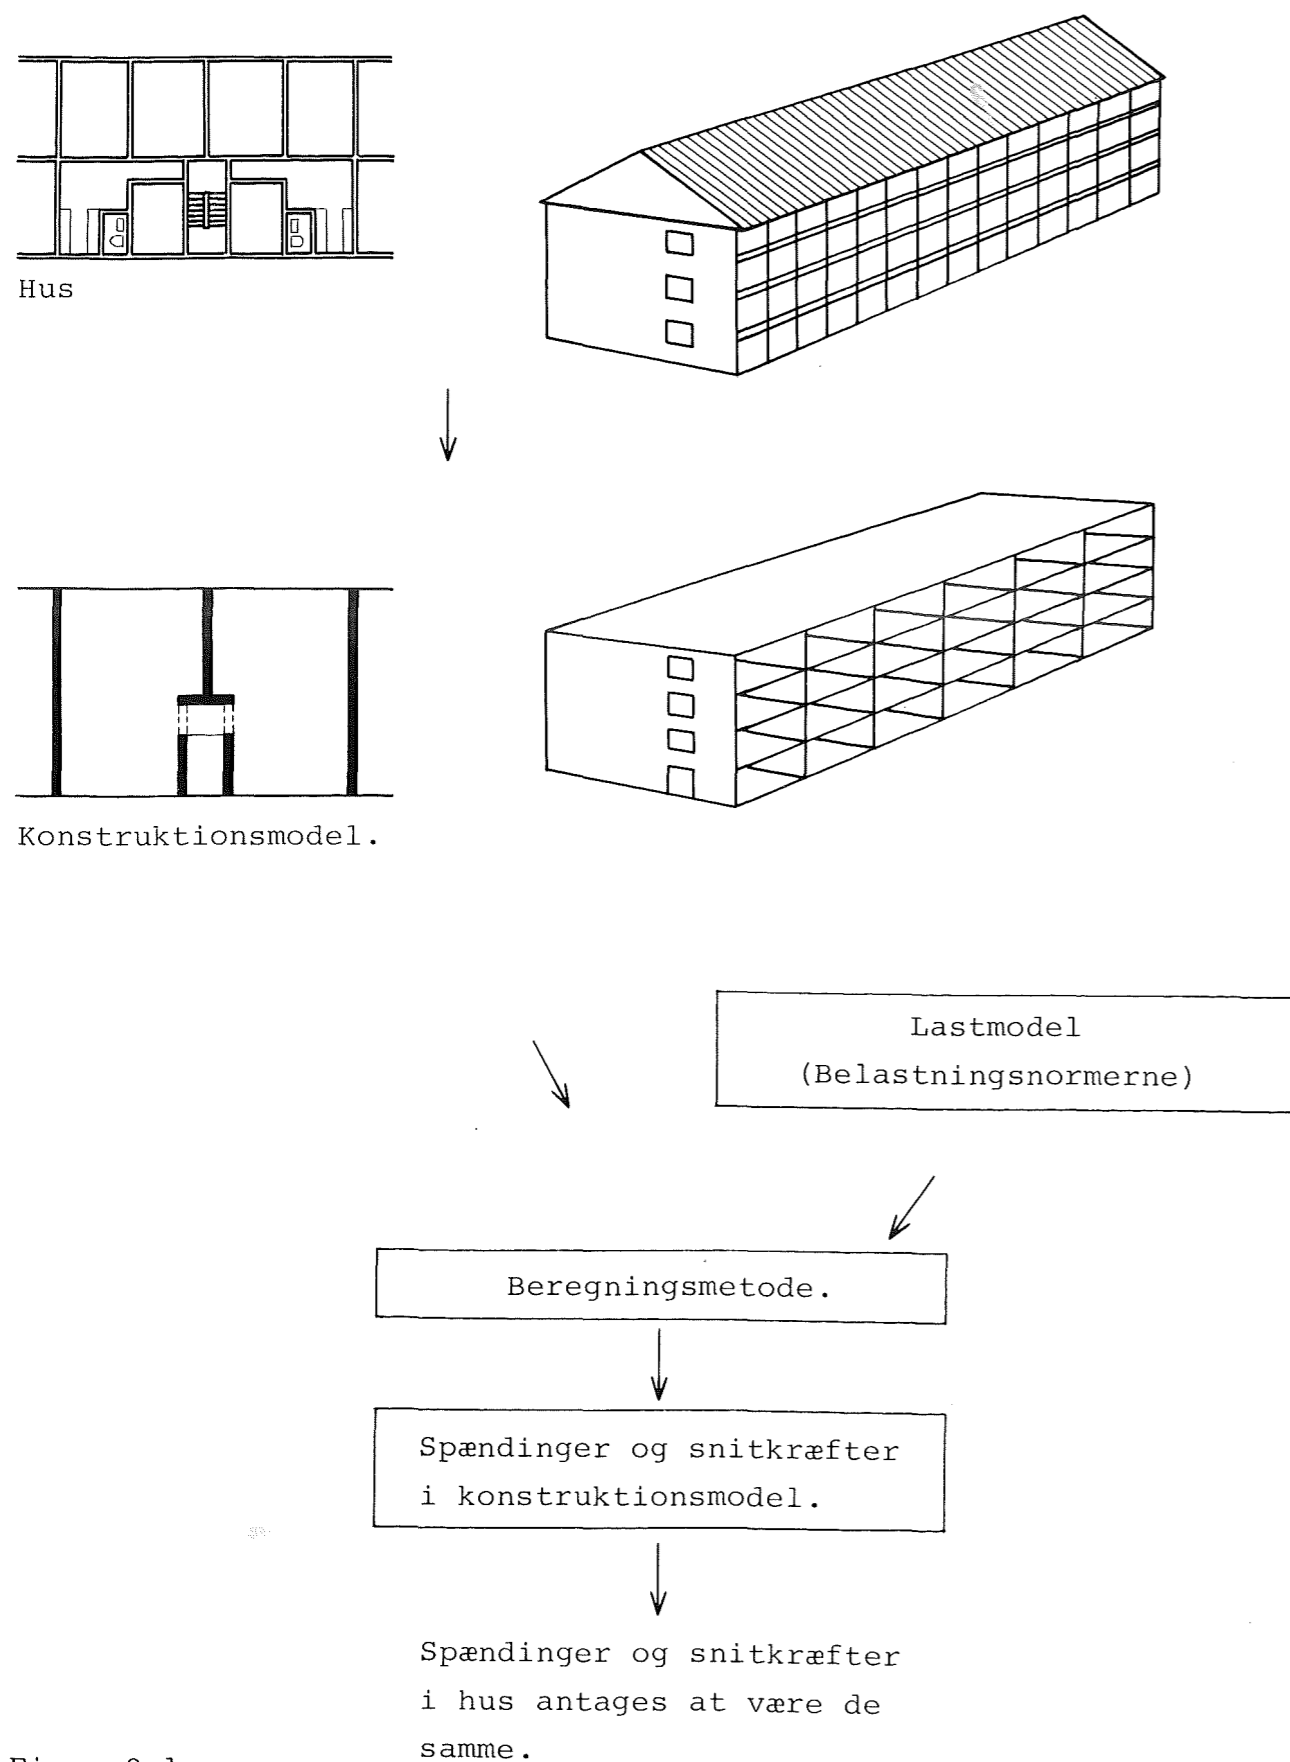 Hus
Konstruktionsmodel.
Lastmodel
(Belastningsnormerne)
Beregningsmetode.
Spændinger og snitkræfter
i konstruktionsmodel.
Spændinger og snitkræfter
i hus antages at være de
samme.